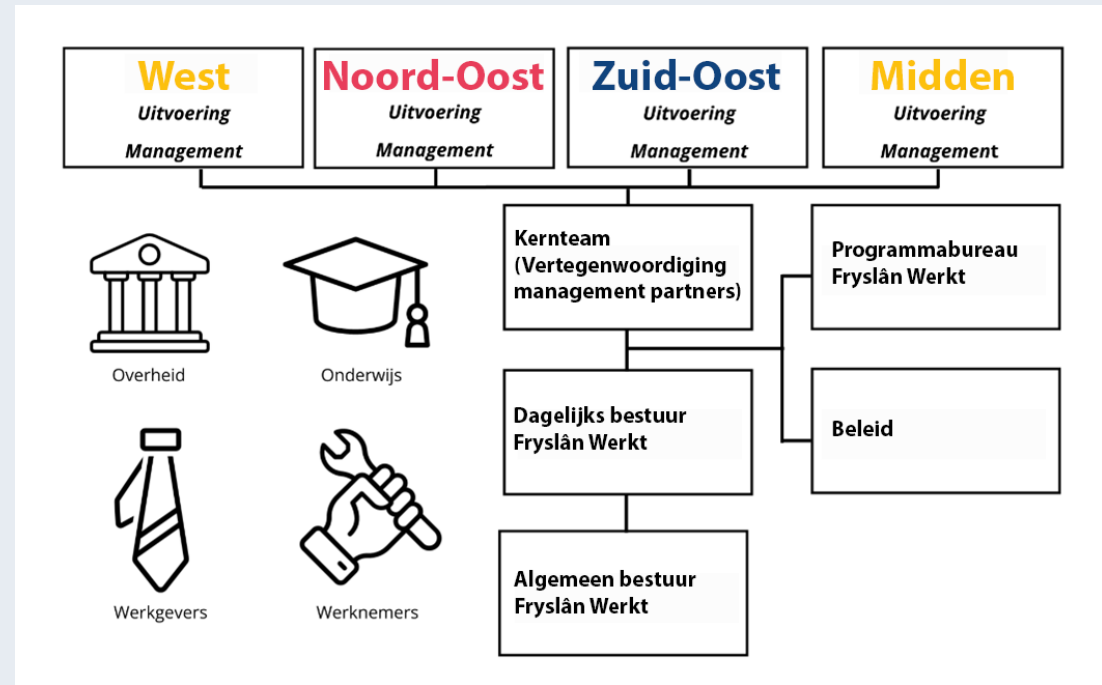 West
Uitvoering
Management
Noord-Oost
Uitvoering
Management
Zuid-Oost
Uitvoering
Management
Midden
Uitvoering
Management
Kernteam
(Vertegenwoordiging
management partners)
Programmabureau
Fryslân Werkt
Overheid
Onderwijs
Dagelijks bestuur
Fryslân Werkt
Beleid
Algemeen bestuur
Fryslân Werkt
Werkgevers
Werknemers